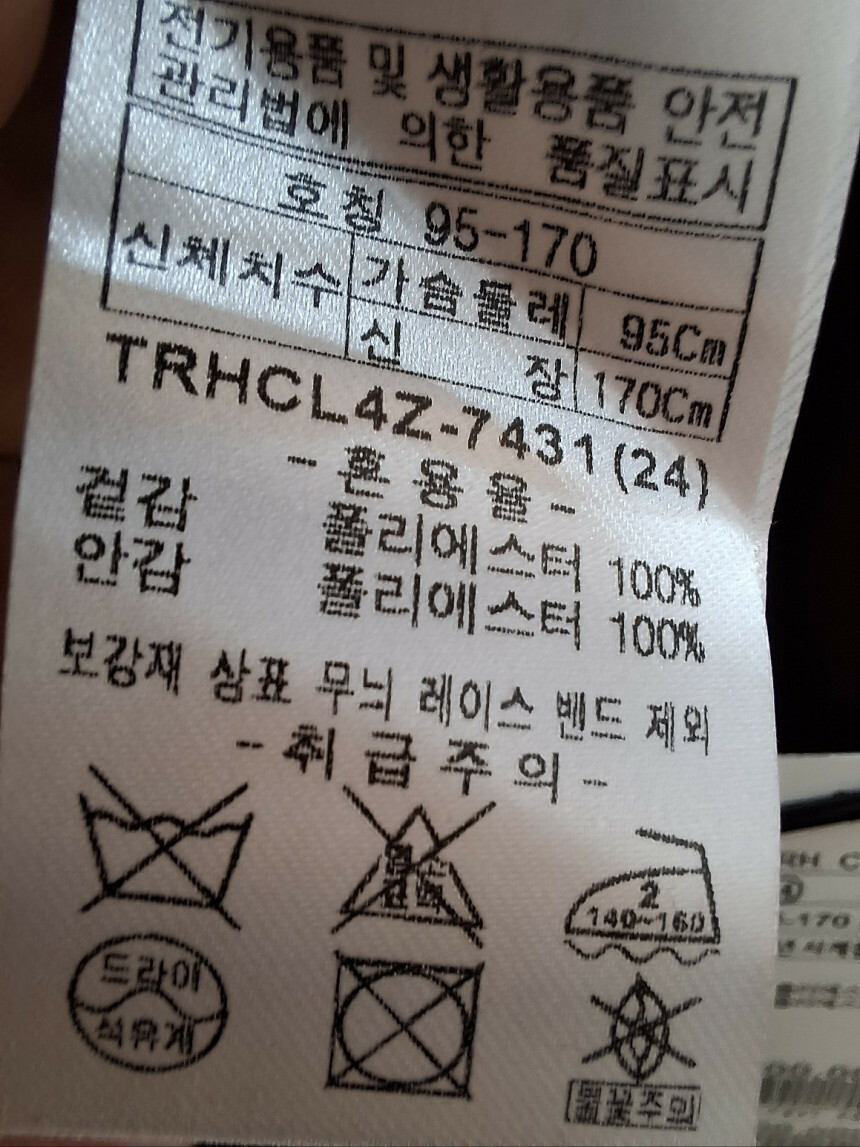 전기용품 및 생활용품 안전
관리법에 의한 품질표시
호칭 95-170
신체치수 가슴둘레 95Cm
신 장 170Cm
TRHCL4Z-7431(24)
- 혼 용 율 -
겉감 폴리에스터 100%
안감 폴리에스터 100%
보강재 상표 무늬 레이스 밴드 제외
- 취 급 주 의 -
2
140~160
드라이
석유계
불꽃주의
RH C
-170